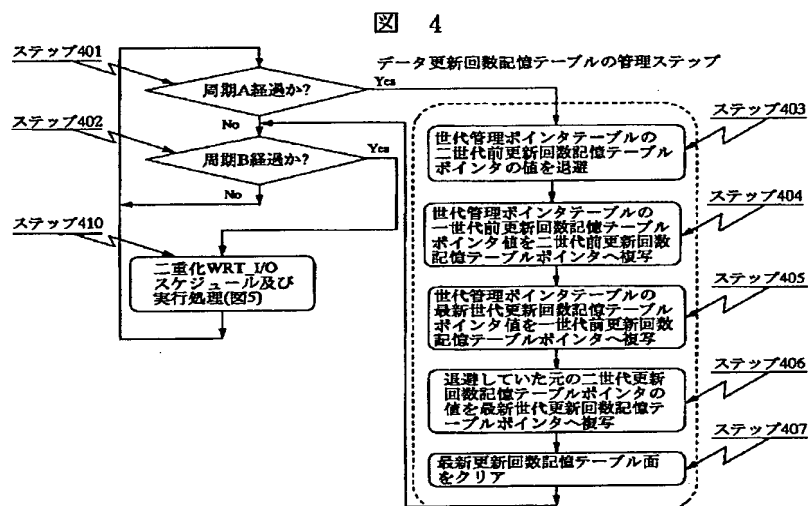 図 4
ステップ401
データ更新回数記憶テーブルの管理ステップ
周期A経過か?
Yes
No
ステップ402
周期B経過か?
Yes
No
ステップ410
二重化WRT_I/O
スケジュール及び
実行処理(図5)
ステップ403
世代管理ポインタテーブルの
二世代前更新回数記憶テーブル
ポインタの値を退避
ステップ404
世代管理ポインタテーブルの
一世代前更新回数記憶テーブル
ポインタ値を二世代前更新回数
記憶テーブルポインタへ複写
ステップ405
世代管理ポインタテーブルの
最新世代更新回数記憶テーブル
ポインタ値を一世代前更新回数
記憶テーブルポインタへ複写
ステップ406
退避していた元の二世代更新
回数記憶テーブルポインタの
値を最新世代更新回数記憶テ
ーブルポインタへ複写
ステップ407
最新更新回数記憶テーブル面
をクリア